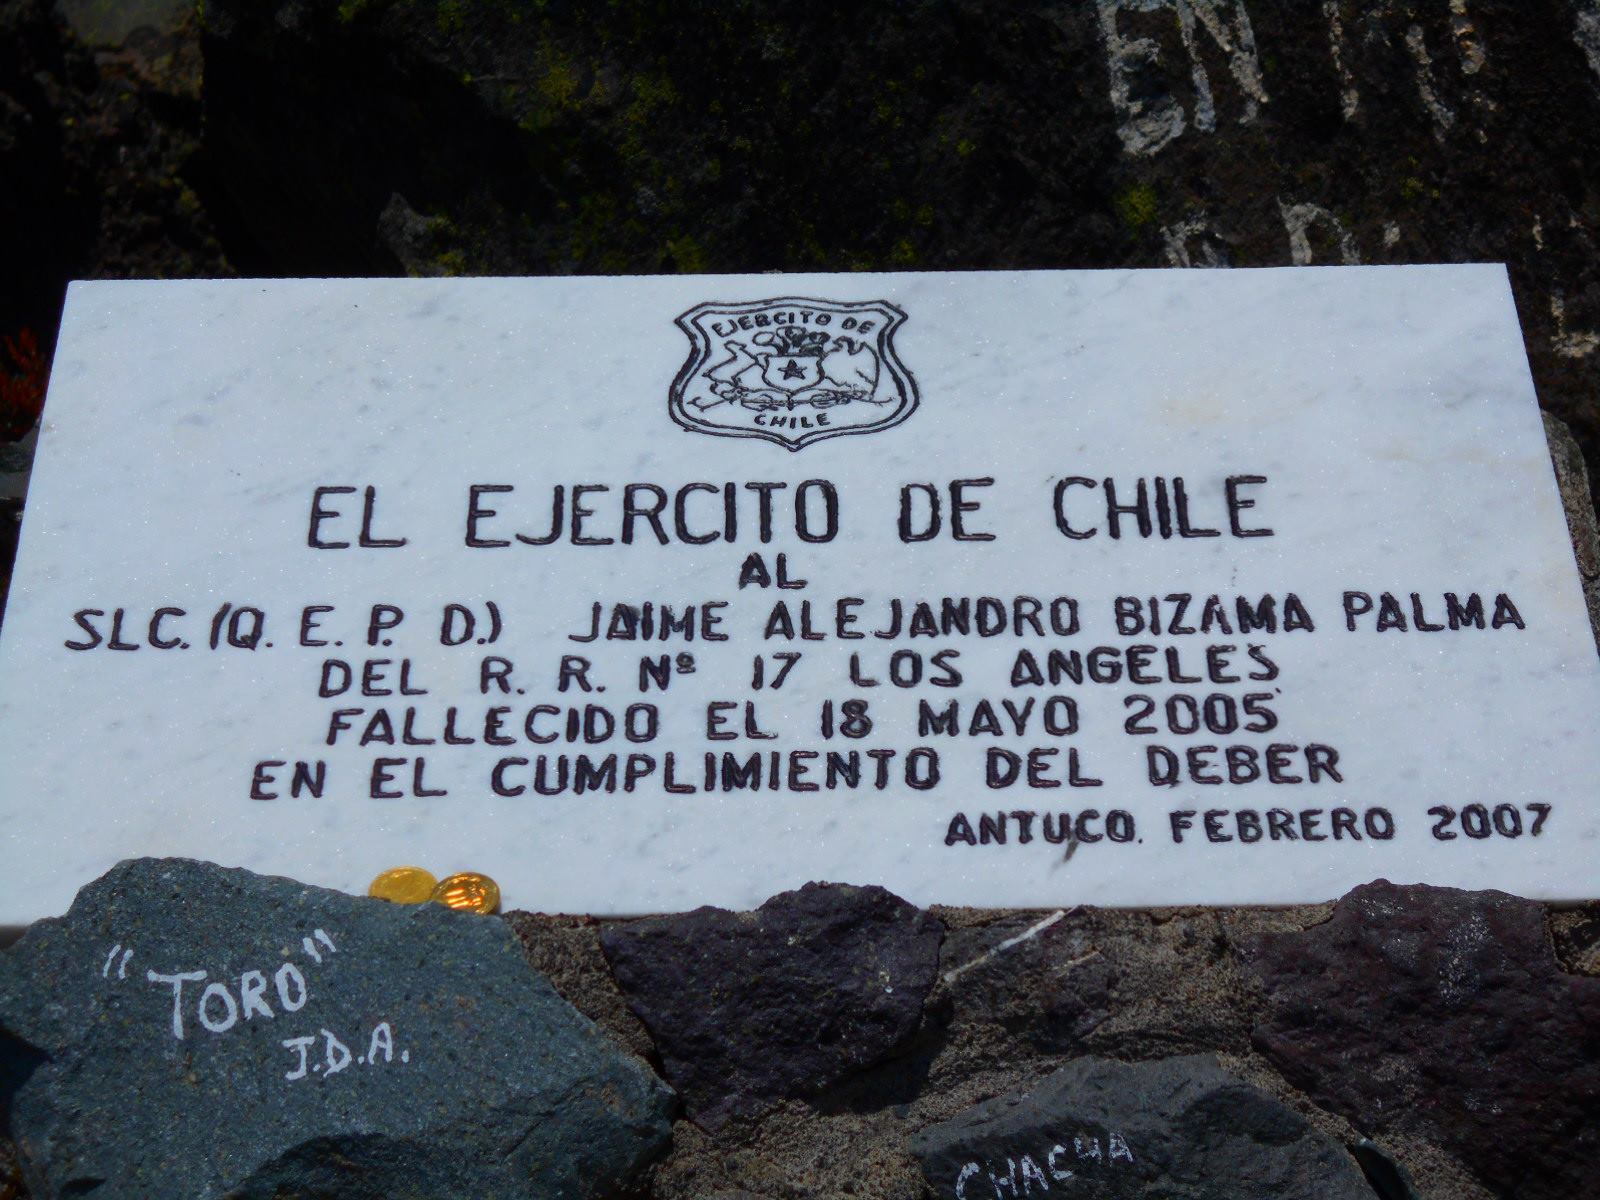 EJERCITO DE
CHILE
EL EJERCITO DE CHILE
AL
SLC. (Q. E. P. D.) JAIME ALEJANDRO BIZAMA PALMA
DEL R. R. Nº 17 LOS ANGELES
FALLECIDO EL 18 MAYO 2005
EN EL CUMPLIMIENTO DEL DEBER
ANTUCO. FEBRERO 2007
"TORO"
J.D.A.
CHACHA